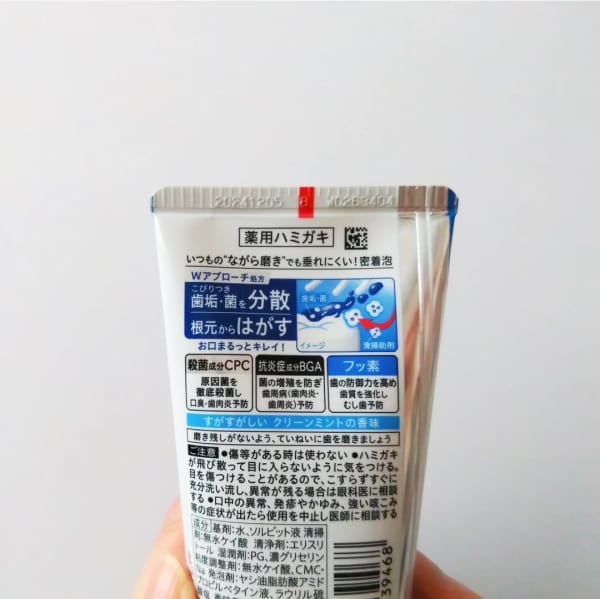 20241205 8 W0263404
薬用ハミガキ
いつもの"ながら磨き"でも垂れにくい!密着泡
Wアプローチ処方
こびりつき
歯垢・菌を分散
根元からはがす
歯垢・菌
イメージ
清掃助剤
お口まるっとキレイ!
殺菌成分CPC
原因菌を
徹底殺菌し
口臭・歯肉炎予防
抗炎症成分BGA
菌の増殖を防ぎ
歯周病(歯肉炎・
歯周炎)予防
フッ素
歯の防御力を高め
歯質を強化し
むし歯予防
すがすがしい クリーンミントの香味
磨き残しがないよう、ていねいに歯を磨きましょう
ご注意 ●傷等がある時は使わない ●ハミガキ
が飛び散って目に入らないように気をつける。
目を傷つけることがあるので、こすらずすぐに
充分洗い流し、異常が残る場合は眼科医に相談
する ●口中の異常、発疹やかゆみ、強い咳こみ
等の症状が出たら使用を中止し医師に相談する
成分 基剤:水、ソルビット液 清掃
剤:無水ケイ酸 清浄剤:エリスリ
トール 湿潤剤:PG、濃グリセリン
粘度調整剤:無水ケイ酸、CMC・
Na 発泡剤:ヤシ油脂肪酸アミド
プロピルベタイン液、ラウリル硫
39468